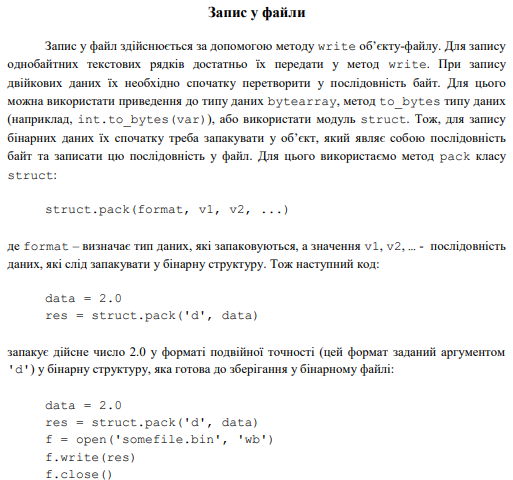 Запис у файли
Запис у файл здійснюється за допомогою методу write об’єкту-файлу. Для запису
однобайтних текстових рядків достатньо їх передати у метод write. При запису
двійкових даних їх необхідно спочатку перетворити у послідовність байт. Для цього
можна використати приведення до типу даних bytearray, метод to_bytes типу даних
(наприклад, int.to_bytes(var)), або використати модуль struct. Тож, для запису
бінарних даних їх спочатку треба запакувати у об’єкт, який являє собою послідовність
байт та записати цю послідовність у файл. Для цього використаємо метод pack класу
struct:
struct.pack(format, v1, v2, ...)
де format – визначає тип даних, які запаковуються, а значення v1, v2, ... - послідовність
даних, які слід запакувати у бінарну структуру. Тож наступний код:
data = 2.0
res = struct.pack('d', data)
запакує дійсне число 2.0 у форматі подвійної точності (цей формат заданий аргументом
'd') у бінарну структуру, яка готова до зберігання у бінарному файлі:
data = 2.0
res = struct.pack('d', data)
f = open('somefile.bin', 'wb')
f.write(res)
f.close()